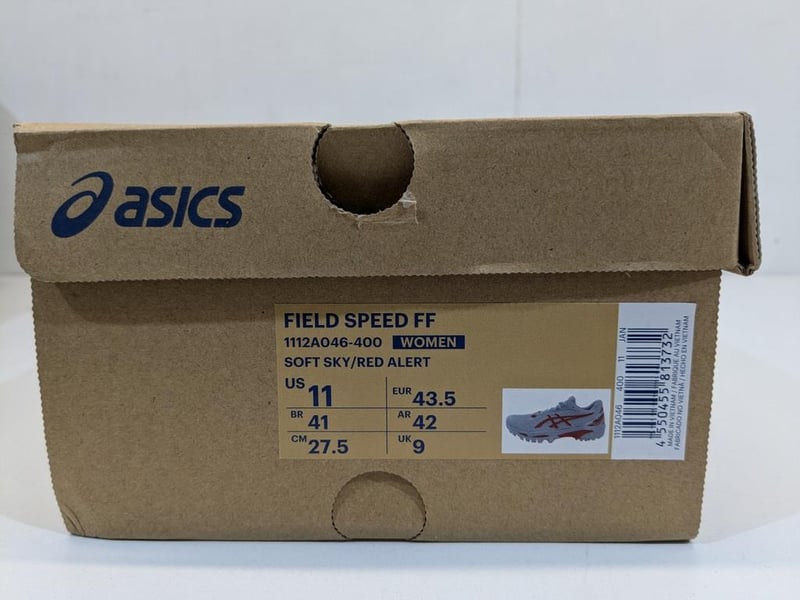 asics
FIELD SPEED FF
1112A046-400 WOMEN
SOFT SKY/RED ALERT
US 11 EUR 43.5
BR 41 AR 42
CM 27.5 UK 9
1112A046 400 11 JAN
4 550455 813732
MADE IN VIETNAM / FABRIQUE AU VIETNAM
FABRICADO NO VIETNÃ / HECHO EN VIETNAM